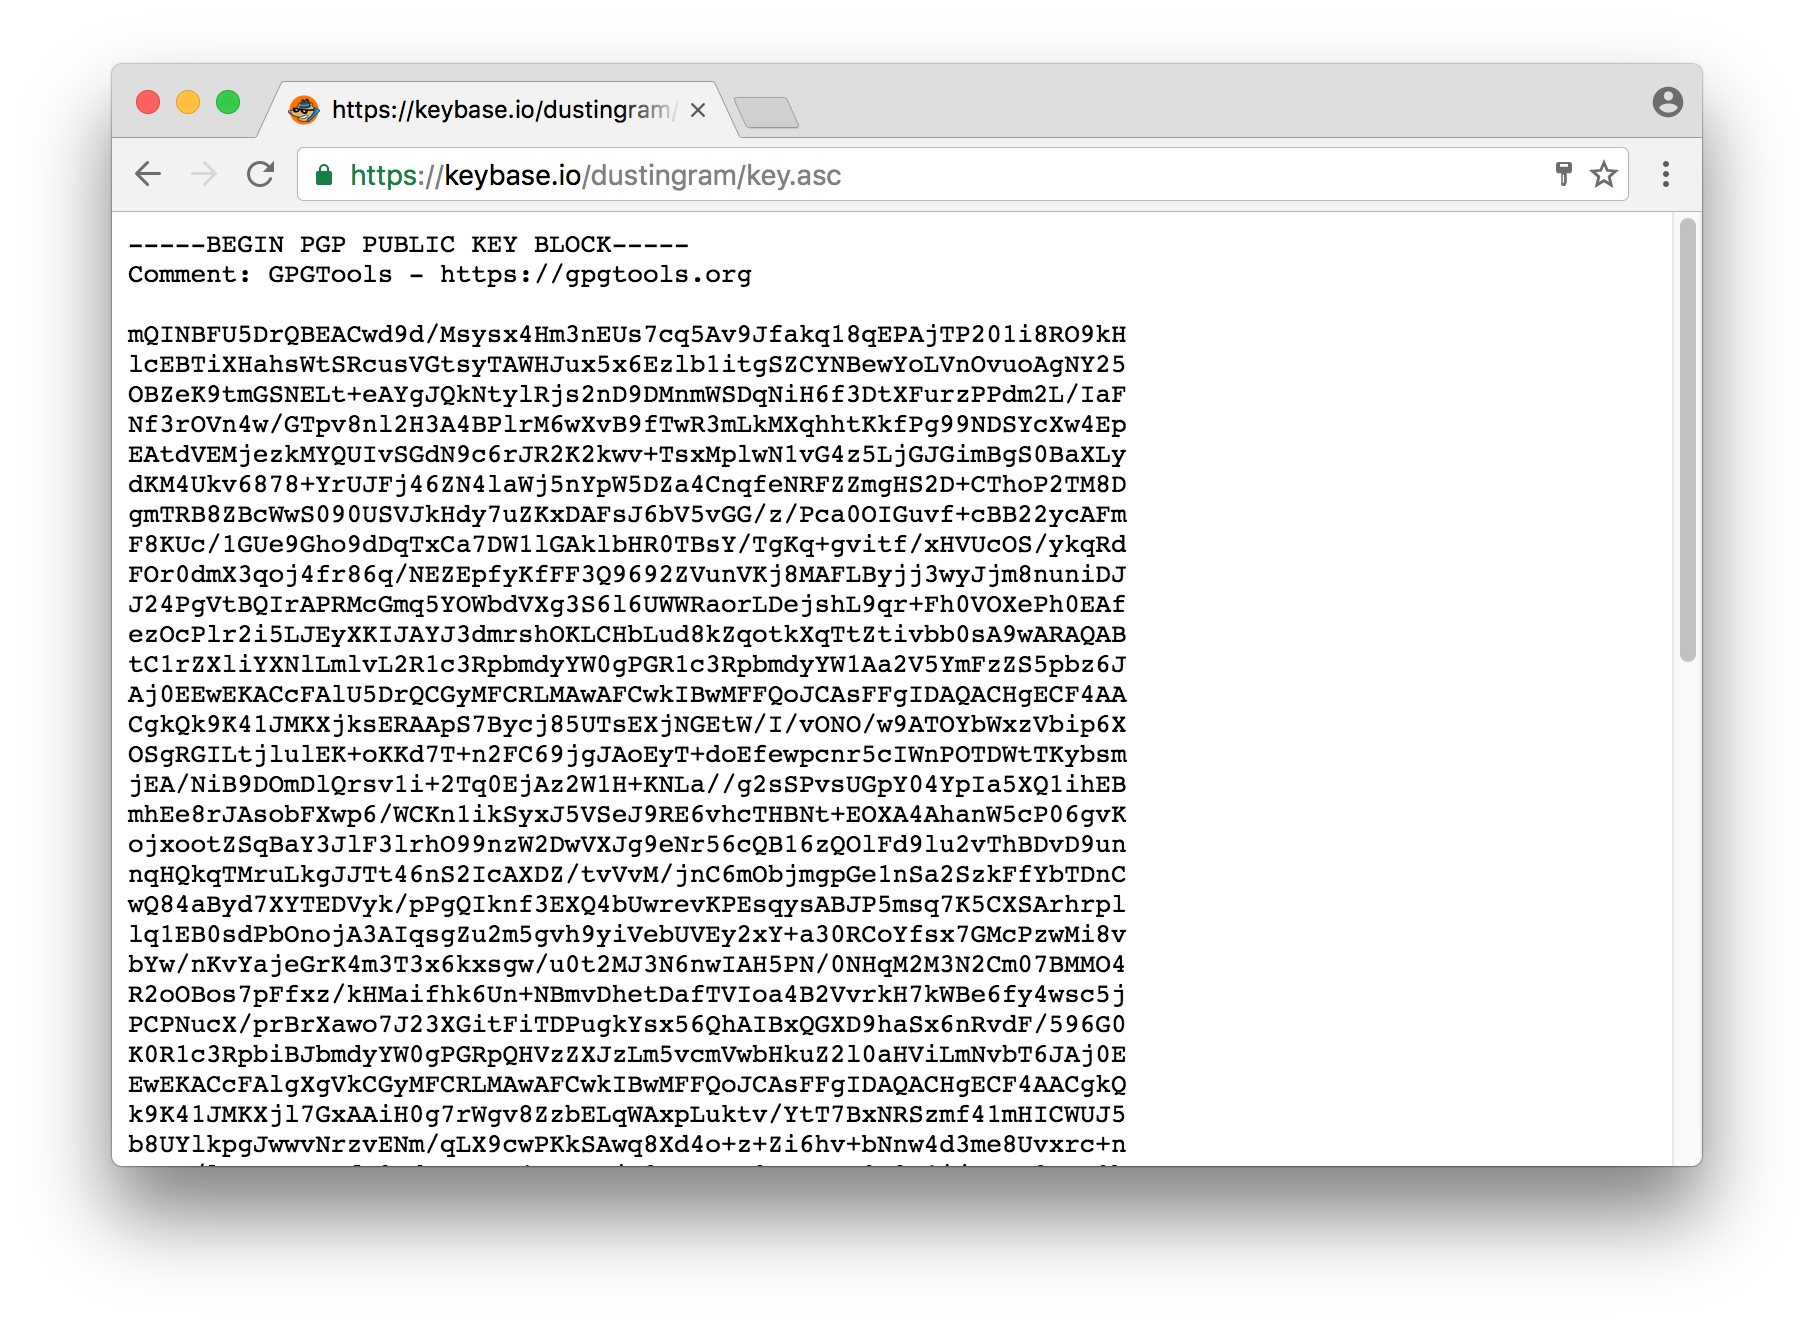 https://keybase.io/dustingram/
https://keybase.io/dustingram/key.asc
-----BEGIN PGP PUBLIC KEY BLOCK-----
Comment: GPGTools - https://gpgtools.org
mQINBFU5DrQBEACwd9d/Msysx4Hm3nEUs7cq5Av9Jfakq18qEPAjTP201i8RO9kH
lcEBTiXHahsWtSRcusVGtsyTAWHJux5x6Ezlb1itgSZCYNBewYoLVnOvuoAgNY25
OBZeK9tmGSNELt+eAYgJQkNtylRjs2nD9DMnmWSDqNiH6f3DtXFurzPPdm2L/IaF
Nf3rOVn4w/GTpv8nl2H3A4BPlrM6wXvB9fTwR3mLkMXqhhtKkfPg99NDSYcXw4Ep
EAtdVEMjezkMYQUIvSGdN9c6rJR2K2kwv+TsxMplwN1vG4z5LjGJGimBgS0BaXLy
dKM4Ukv6878+YrUJFj46ZN4laWj5nYpW5DZa4CnqfeNRFZZmgHS2D+CThoP2TM8D
gmTRB8ZBcWwS090USVJkHdy7uZKxDAFsJ6bV5vGG/z/Pca0OIGuvf+cBB22ycAFm
F8KUc/1GUe9Gho9dDqTxCa7DW1lGAklbHR0TBsY/TgKq+gvitf/xHVUcOS/ykqRd
FOr0dmX3qoj4fr86q/NEZEpfyKfFF3Q9692ZVunVKj8MAFLByjj3wyJjm8nuniDJ
J24PgVtBQIrAPRMcGmq5YOWbdVXg3S6l6UWWRaorLDejshL9qr+Fh0VOXePh0EAf
ezOcPlr2i5LJEyXKIJAYJ3dmrshOKLCHbLud8kZqotkXqTtZtivbb0sA9wARAQAB
tC1rZXliYXNlLmlvL2R1c3RpbmdyYW0gPGR1c3RpbmdyYW1Aa2V5YmFzZS5pbz6J
Aj0EEwEKACcFAlU5DrQCGyMFCRLMAwAFCwkIBwMFFQoJCAsFFgIDAQACHgECF4AA
CgkQk9K41JMKXjksERAApS7Bycj85UTsEXjNGEtW/I/vONO/w9ATOYbWxzVbip6X
OSgRGILtjlulEK+oKKd7T+n2FC69jgJAoEyT+doEfewpcnr5cIWnPOTDWtTKybsm
jEA/NiB9DOmDlQrsv1i+2Tq0EjAz2W1H+KNLa//g2sSPvsUGpY04YpIa5XQ1ihEB
mhEe8rJAsobFXwp6/WCKn1ikSyxJ5VSeJ9RE6vhcTHBNt+EOXA4AhanW5cP06gvK
ojxootZSqBaY3JlF3lrhO99nzW2DwVXJg9eNr56cQB16zQOlFd9lu2vThBDvD9un
nqHQkqTMruLkgJJTt46nS2IcAXDZ/tvVvM/jnC6mObjmgpGe1nSa2SzkFfYbTDnC
wQ84aByd7XYTEDVyk/pPgQIknf3EXQ4bUwrevKPEsqysABJP5msq7K5CXSArhrpl
lq1EB0sdPbOnojA3AIqsgZu2m5gvh9yiVebUVEy2xY+a30RCoYfsx7GMcPzwMi8v
bYw/nKvYajeGrK4m3T3x6kxsgw/u0t2MJ3N6nwIAH5PN/0NHqM2M3N2Cm07BMMO4
R2oOBos7pFfxz/kHMaifhk6Un+NBmvDhetDafTVIoa4B2VvrkH7kWBe6fy4wsc5j
PCPNucX/prBrXawo7J23XGitFiTDPugkYsx56QhAIBxQGXD9haSx6nRvdF/596G0
K0R1c3RpbiBJbmdyYW0gPGRpQHVzZXJzLm5vcmVwbHkuZ2l0aHViLmNvbT6JAj0E
EwEKACcFAlgXgVkCGyMFCRLMAwAFCwkIBwMFFQoJCAsFFgIDAQACHgECF4AACgkQ
k9K41JMKXjl7GxAAiH0g7rWgv8ZzbELqWAxpLuktv/YtT7BxNRSzmf41mHICWUJ5
b8UYlkpgJwwvNrzvENm/qLX9cwPKkSAwq8Xd4o+z+Zi6hv+bNnw4d3me8Uvxrc+n